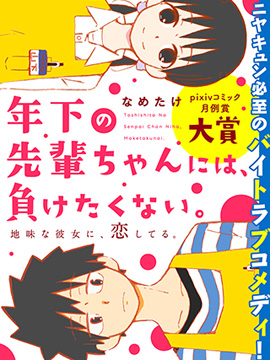 ニヤキュン必至のバイトラブコメディー!
pixivコミック
月例賞
大賞
なめたけ
Toshishita No
Senpai Chan Niha,
Maketakunai.
年下の
先輩ちゃんには、
負けたくない。
地味な彼女に、恋してる。